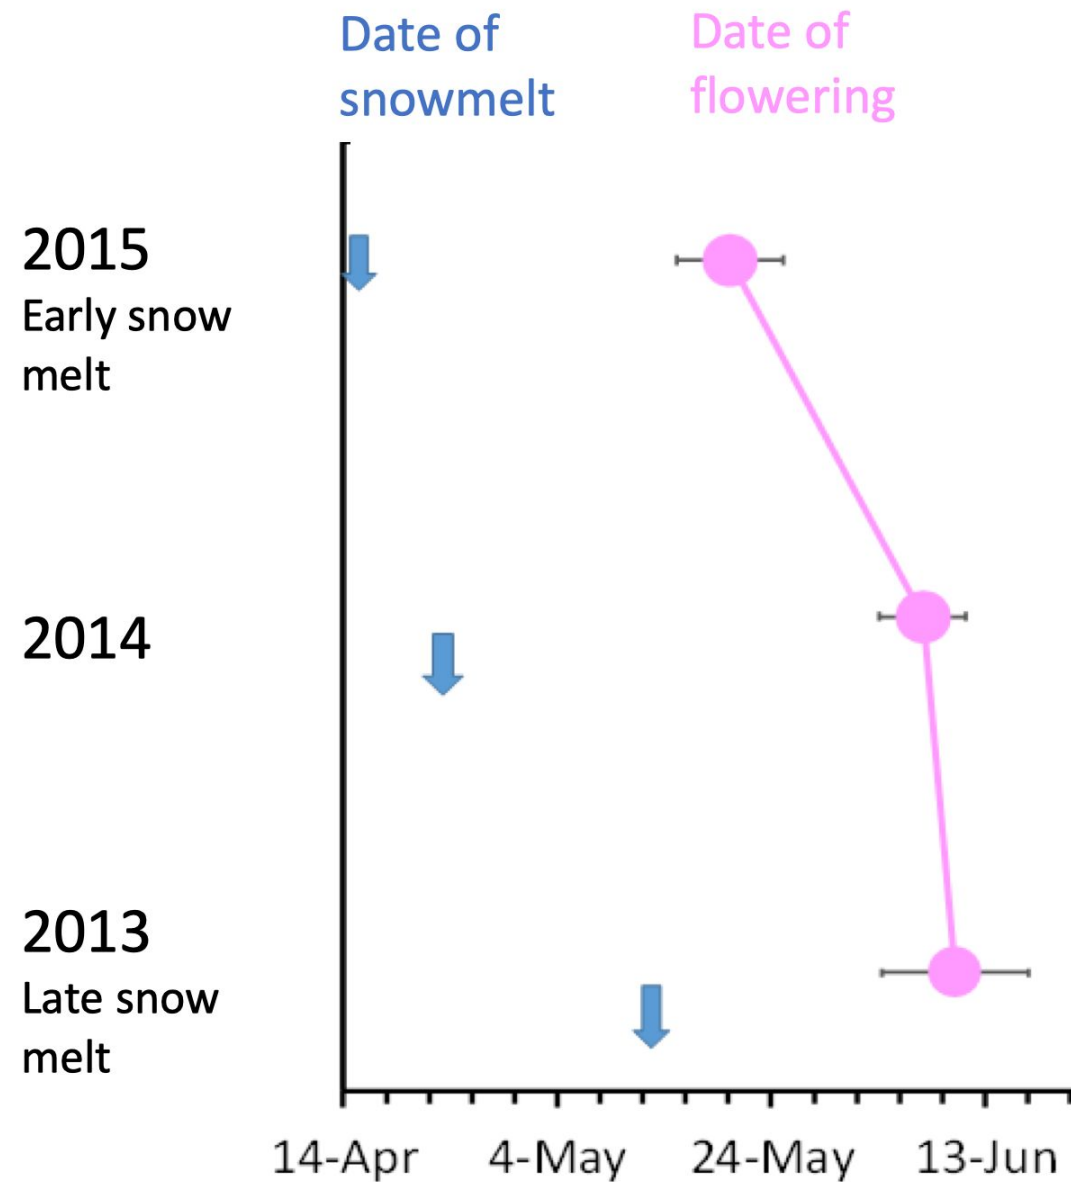 Date of
snowmelt
Date of
flowering
2015
Early snow
melt
2014
2013
Late snow
melt
14-Apr 4-May 24-May 13-Jun